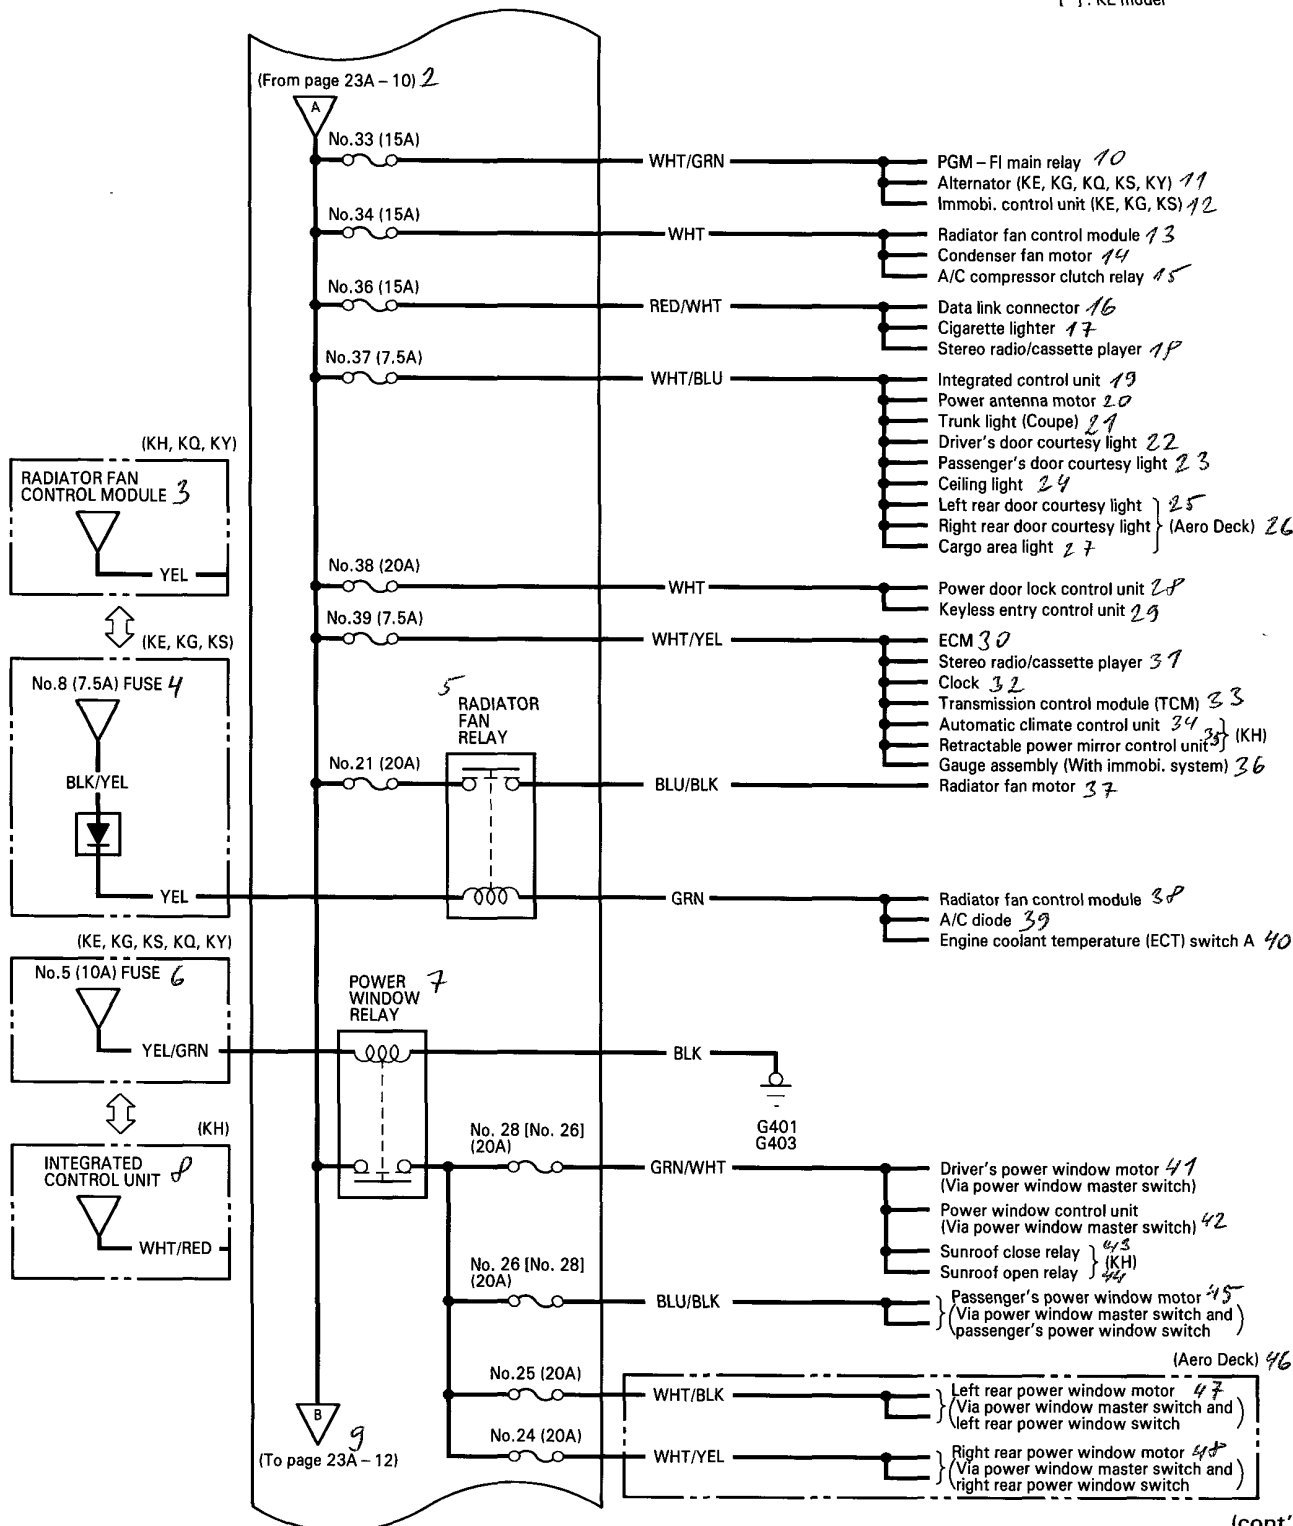 [ ] : KE model
(From page 23A – 10) 2
A
No.33 (15A)
WHT/GRN
PGM – FI main relay 10
Alternator (KE, KG, KQ, KS, KY) 11
Immobi. control unit (KE, KG, KS) 12
No.34 (15A)
WHT
Radiator fan control module 13
Condenser fan motor 14
A/C compressor clutch relay 15
No.36 (15A)
RED/WHT
Data link connector 16
Cigarette lighter 17
Stereo radio/cassette player 18
No.37 (7.5A)
WHT/BLU
Integrated control unit 19
Power antenna motor 20
Trunk light (Coupe) 21
Driver's door courtesy light 22
Passenger's door courtesy light 23
Ceiling light 24
Left rear door courtesy light 25
Right rear door courtesy light (Aero Deck) 26
Cargo area light 27
(KH, KQ, KY)
RADIATOR FAN
CONTROL MODULE 3
YEL
No.38 (20A)
WHT
Power door lock control unit 28
Keyless entry control unit 29
No.39 (7.5A)
WHT/YEL
ECM 30
Stereo radio/cassette player 31
Clock 32
Transmission control module (TCM) 33
Automatic climate control unit 34
Retractable power mirror control unit 35 (KH)
Gauge assembly (With immobi. system) 36
(KE, KG, KS)
No.8 (7.5A) FUSE 4
BLK/YEL
YEL
5
RADIATOR
FAN
RELAY
No.21 (20A)
BLU/BLK
Radiator fan motor 37
GRN
Radiator fan control module 38
A/C diode 39
Engine coolant temperature (ECT) switch A 40
(KE, KG, KS, KQ, KY)
No.5 (10A) FUSE 6
YEL/GRN
POWER 7
WINDOW
RELAY
BLK
G401
G403
(KH)
INTEGRATED
CONTROL UNIT 8
WHT/RED
No. 28 [No. 26]
(20A)
GRN/WHT
Driver's power window motor 41
(Via power window master switch)
Power window control unit
(Via power window master switch) 42
Sunroof close relay 43
(KH)
Sunroof open relay 44
No. 26 [No. 28]
(20A)
BLU/BLK
Passenger's power window motor 45
(Via power window master switch and
passenger's power window switch)
(Aero Deck) 46
No.25 (20A)
WHT/BLK
Left rear power window motor 47
(Via power window master switch and
left rear power window switch)
No.24 (20A)
WHT/YEL
Right rear power window motor 48
(Via power window master switch and
right rear power window switch)
B
9
(To page 23A – 12)
(cont'